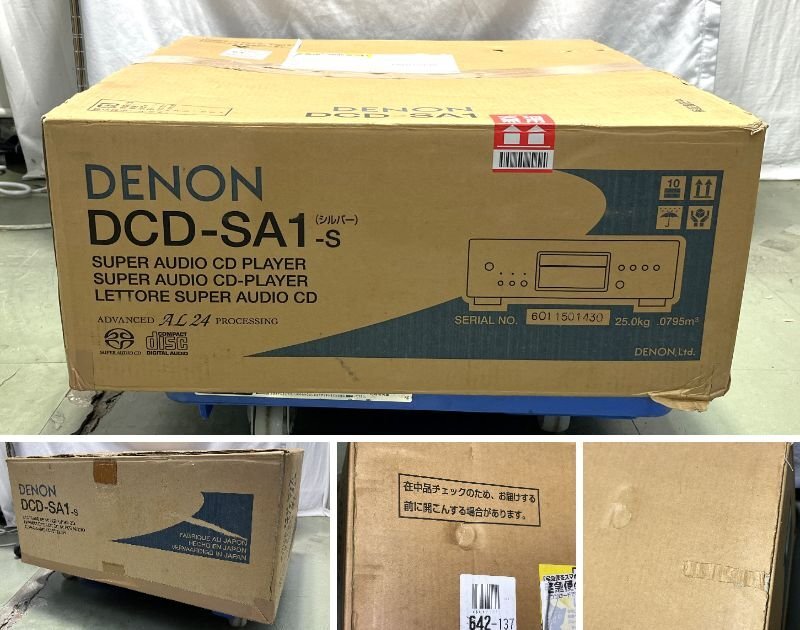 DENON
DCD-SA1
DENON
DCD-SA1-S
(シルバー)
SUPER AUDIO CD PLAYER
SUPER AUDIO CD-PLAYER
LETTORE SUPER AUDIO CD
ADVANCED AL 24 PROCESSING
SUPER AUDIO CD
COMPACT
disc
DIGITAL AUDIO
10
SERIAL NO. 6011501430 25.0kg .0795m³
DENON, Ltd.
DENON
DCD-SA1-S
FABRIQUE AU JAPON
HECHO EN JAPON
VERVAARDIGD IN JAPAN
在中品チェックのため、お届けする
前に開こんする場合があります。
642-137